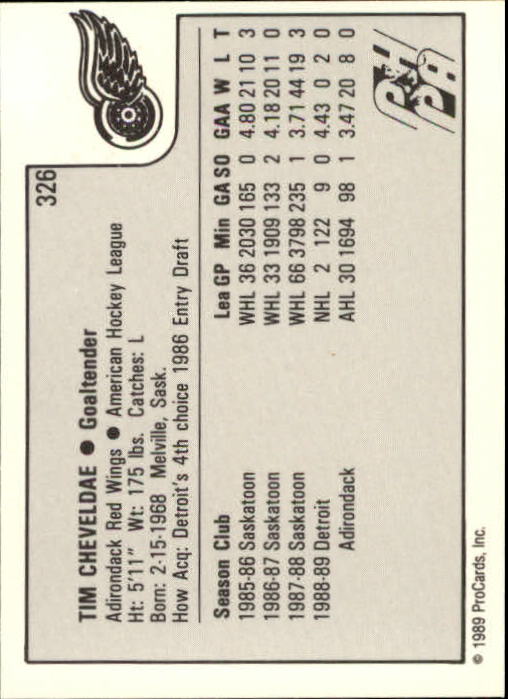 326
TIM CHEVELDAE ● Goaltender
Adirondack Red Wings ● American Hockey League
Ht: 5'11" Wt: 175 lbs. Catches: L
Born: 2-15-1968 Melville, Sask.
How Acq: Detroit's 4th choice 1986 Entry Draft
Season Club Lea GP Min GA SO GAA W L T
1985-86 Saskatoon WHL 36 2030 165 0 4.80 21 10 3
1986-87 Saskatoon WHL 33 1909 133 2 4.18 20 11 0
1987-88 Saskatoon WHL 66 3798 235 1 3.71 44 19 3
1988-89 Detroit NHL 2 122 9 0 4.43 0 2 0
Adirondack AHL 30 1694 98 1 3.47 20 8 0
© 1989 ProCards, Inc.